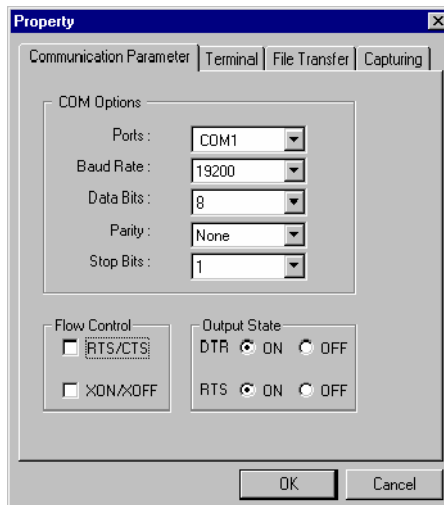 Property
Communication Parameter Terminal File Transfer Capturing
COM Options
Ports : COM1
Baud Rate : 19200
Data Bits : 8
Parity : None
Stop Bits : 1
Flow Control
RTS/CTS
XON/XOFF
Output State
DTR ON OFF
RTS ON OFF
OK Cancel